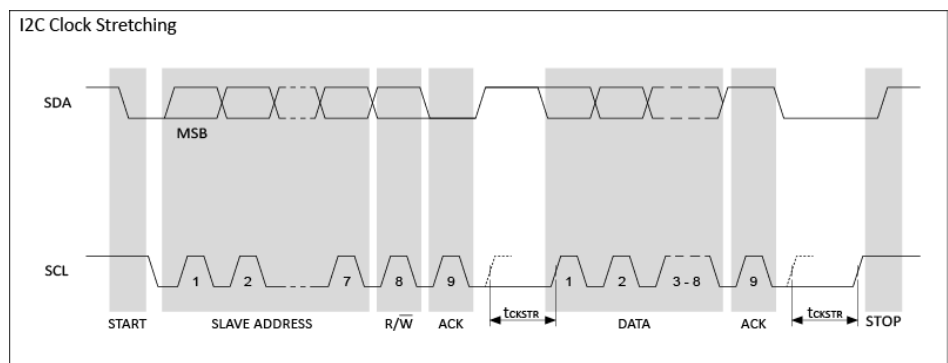 I2C Clock Stretching
SDA
MSB
SCL
1 2 7 8 9 1 2 3 - 8 9
tCKSTR tCKSTR
START SLAVE ADDRESS R/W̅ ACK DATA ACK STOP